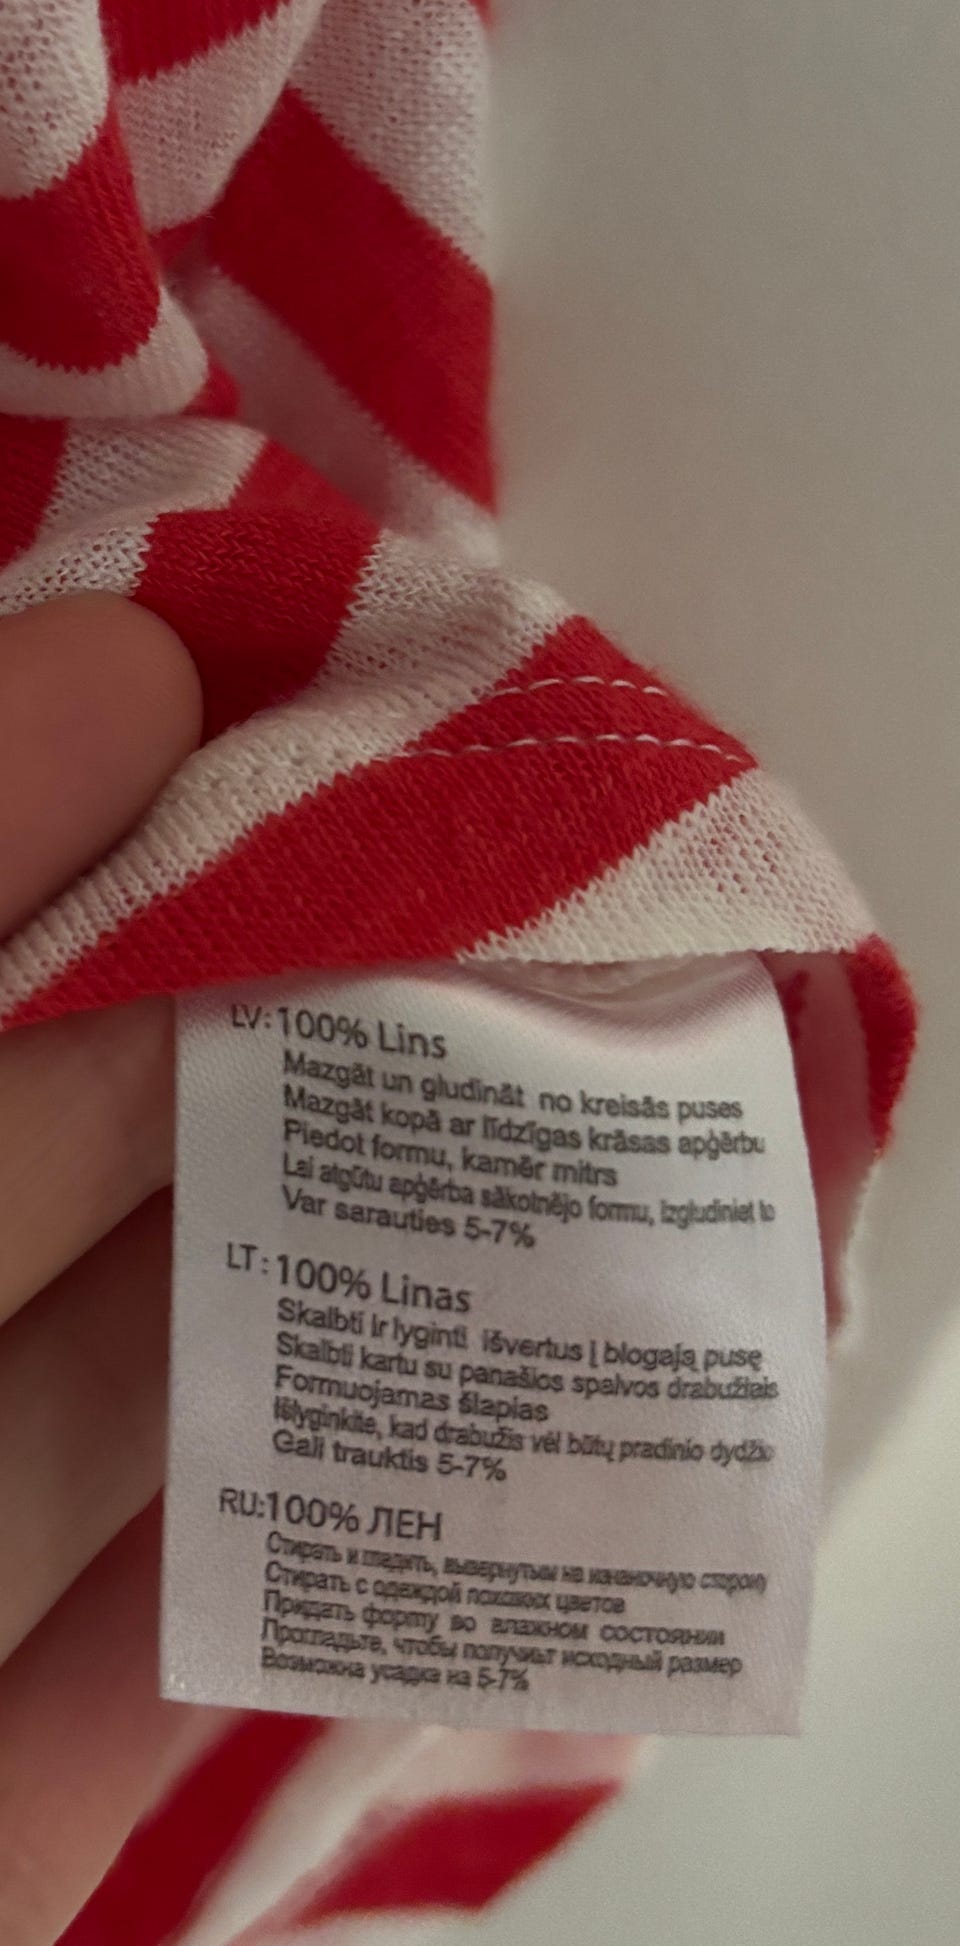 LV: 100% Lins
Mazgāt un gludināt no kreisās puses
Mazgāt kopā ar līdzīgas krāsas apģērbu
Piedot formu, kamēr mitrs
Lai atgūtu apģērba sākotnējo formu, izgludiniet to
Var sarauties 5-7%
LT: 100% Linas
Skalbti ir lyginti išvertus į blogają pusę
Skalbti kartu su panašios spalvos drabužiais
Formuojamas šlapias
Išlyginkite, kad drabužis vėl būtų pradinio dydžio
Gali trauktis 5-7%
RU: 100% ЛЕН
Стирать и гладить, вывернутым на изнаночную сторону
Стирать с одеждой похожих цветов
Придать форму во влажном состоянии
Прогладьте, чтобы получить исходный размер
Возможна усадка на 5-7%